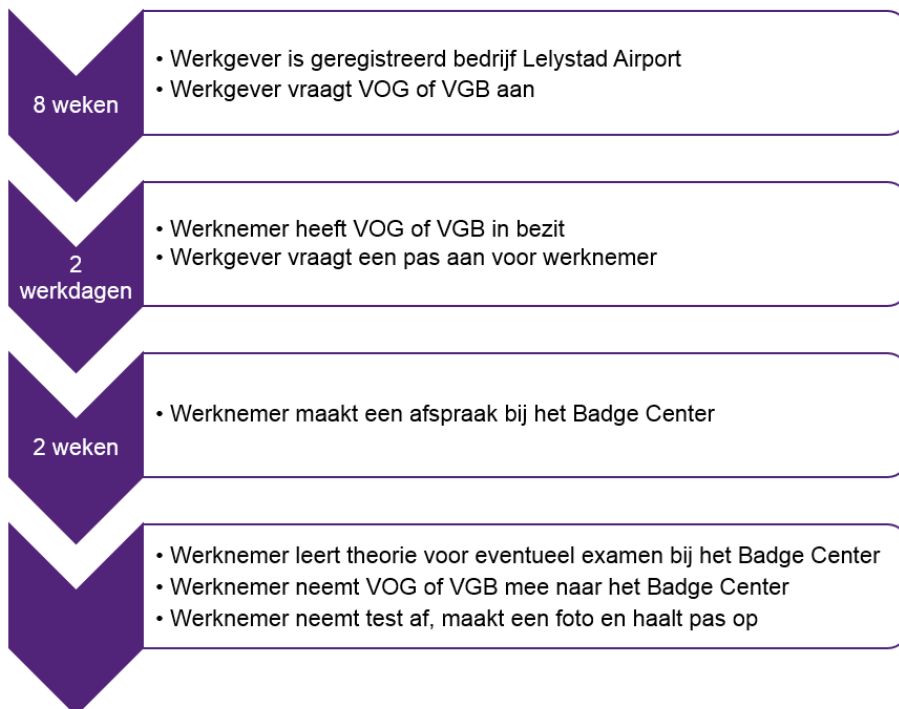 8 weken
• Werkgever is geregistreerd bedrijf Lelystad Airport
• Werkgever vraagt VOG of VGB aan
2
werkdagen
• Werknemer heeft VOG of VGB in bezit
• Werkgever vraagt een pas aan voor werknemer
2 weken
• Werknemer maakt een afspraak bij het Badge Center
• Werknemer leert theorie voor eventueel examen bij het Badge Center
• Werknemer neemt VOG of VGB mee naar het Badge Center
• Werknemer neemt test af, maakt een foto en haalt pas op